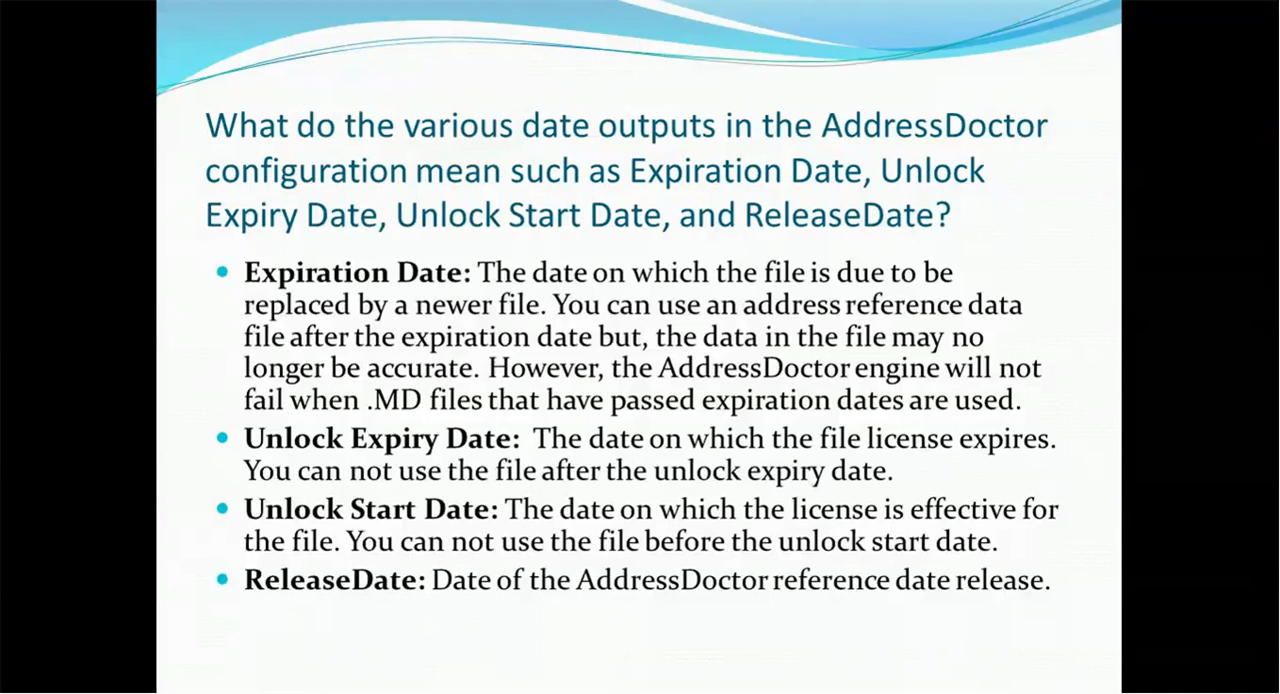 What do the various date outputs in the AddressDoctor
configuration mean such as Expiration Date, Unlock
Expiry Date, Unlock Start Date, and ReleaseDate?
• Expiration Date: The date on which the file is due to be
replaced by a newer file. You can use an address reference data
file after the expiration date but, the data in the file may no
longer be accurate. However, the AddressDoctor engine will not
fail when .MD files that have passed expiration dates are used.
• Unlock Expiry Date: The date on which the file license expires.
You can not use the file after the unlock expiry date.
• Unlock Start Date: The date on which the license is effective for
the file. You can not use the file before the unlock start date.
• ReleaseDate: Date of the AddressDoctor reference date release.